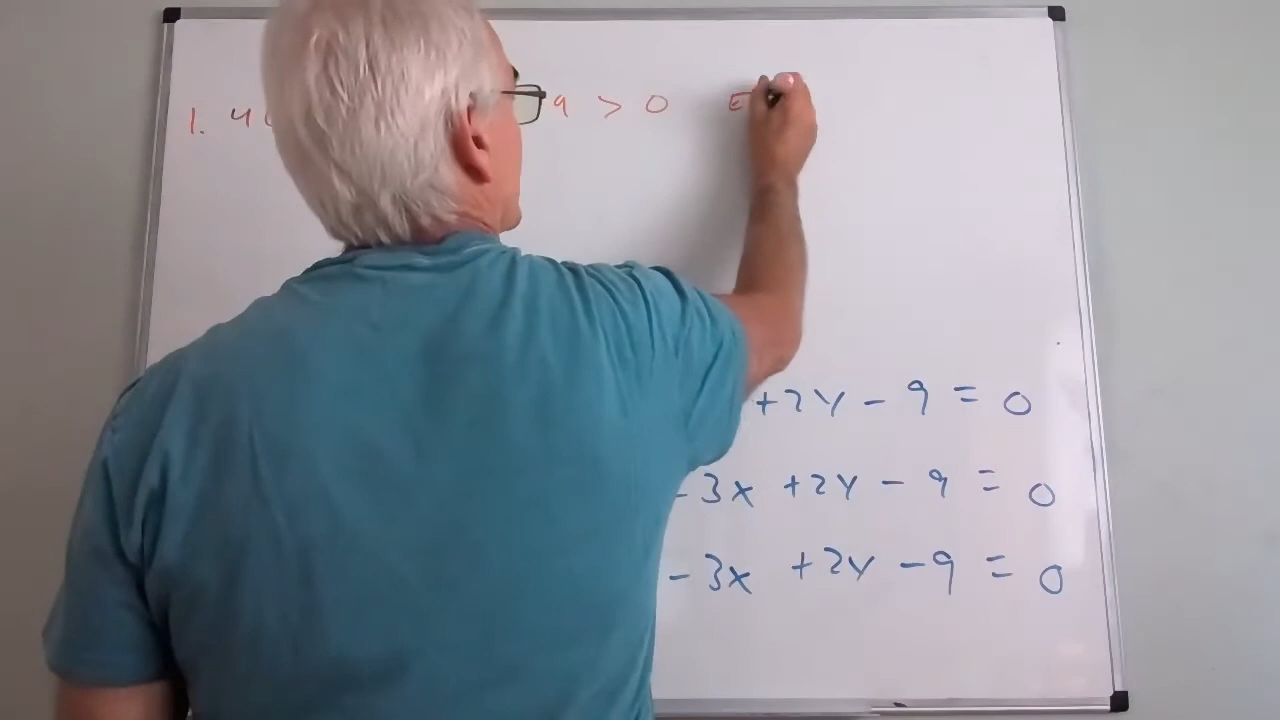 1. 4 9 > 0 E
+2y - 9 = 0
- 3x +2y - 9 = 0
- 3x +2y - 9 = 0